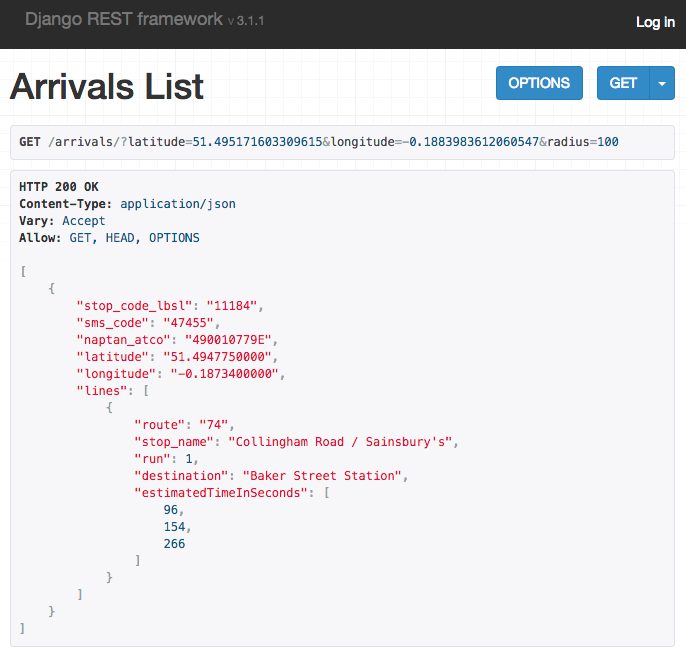 Django REST framework v 3.1.1
Log in
Arrivals List
OPTIONS
GET
GET /arrivals/?latitude=51.495171603309615&longitude=-0.1883983612060547&radius=100
HTTP 200 OK
Content-Type: application/json
Vary: Accept
Allow: GET, HEAD, OPTIONS
[
    {
        "stop_code_lbsl": "11184",
        "sms_code": "47455",
        "naptan_atco": "490010779E",
        "latitude": "51.4947750000",
        "longitude": "-0.1873400000",
        "lines": [
            {
                "route": "74",
                "stop_name": "Collingham Road / Sainsbury's",
                "run": 1,
                "destination": "Baker Street Station",
                "estimatedTimeInSeconds": [
                    96,
                    154,
                    266
                ]
            }
        ]
    }
]